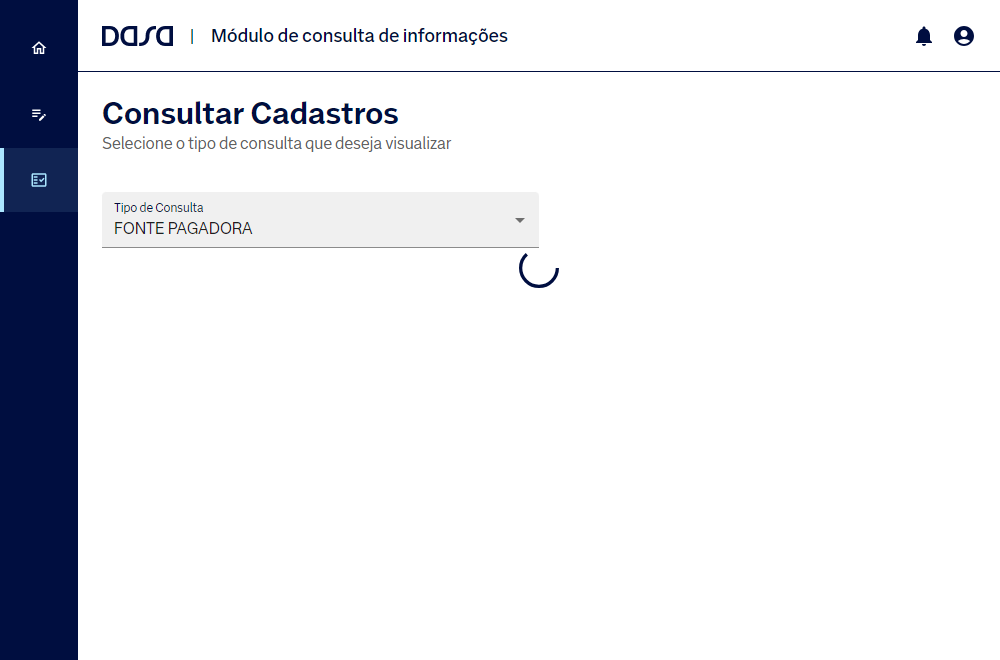 DASA | Módulo de consulta de informações
Consultar Cadastros
Selecione o tipo de consulta que deseja visualizar
Tipo de Consulta
FONTE PAGADORA